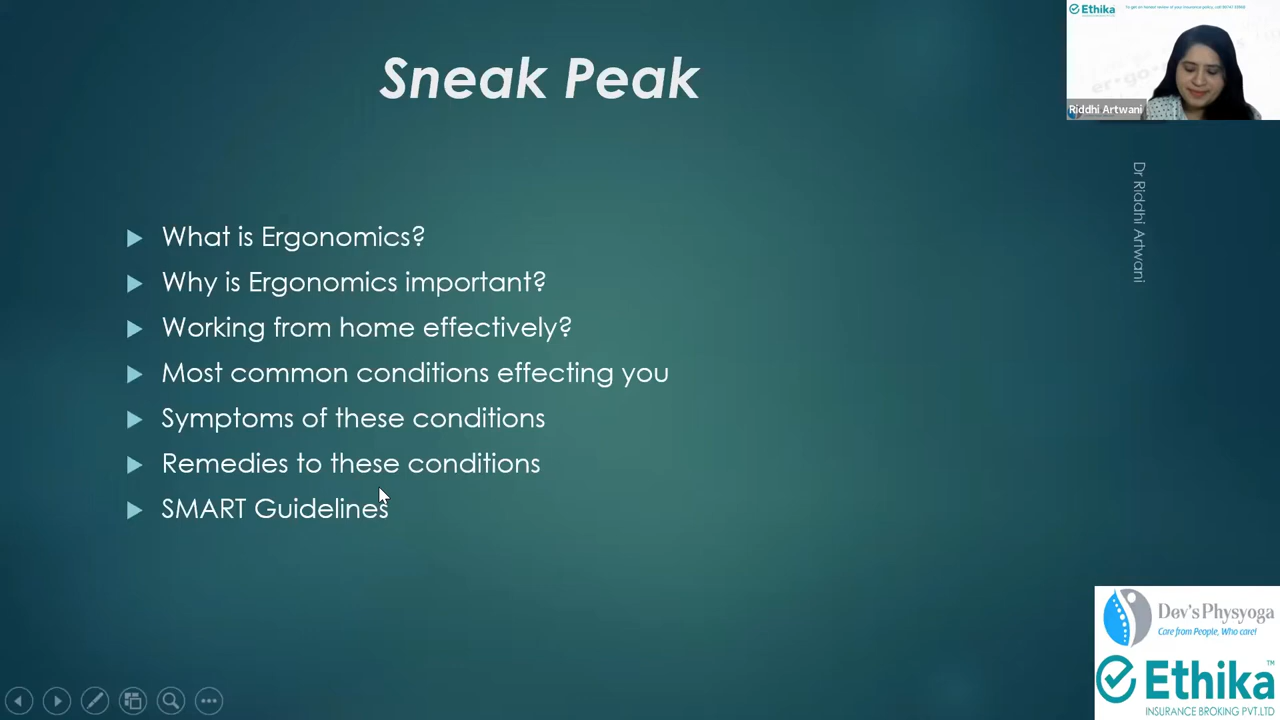 Sneak Peak
What is Ergonomics?
Why is Ergonomics important?
Working from home effectively?
Most common conditions effecting you
Symptoms of these conditions
Remedies to these conditions
SMART Guidelines
Ethika
Riddhi Artwani
Dr Riddhi Artwani
Dev's Physyoga
Care from People, Who care!
Ethika™
INSURANCE BROKING PVT.LTD